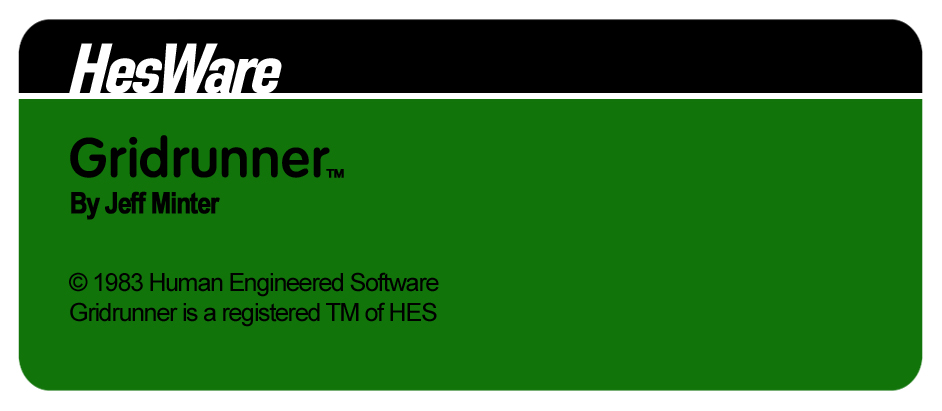 HesWare
Gridrunner™
By Jeff Minter
© 1983 Human Engineered Software
Gridrunner is a registered TM of HES